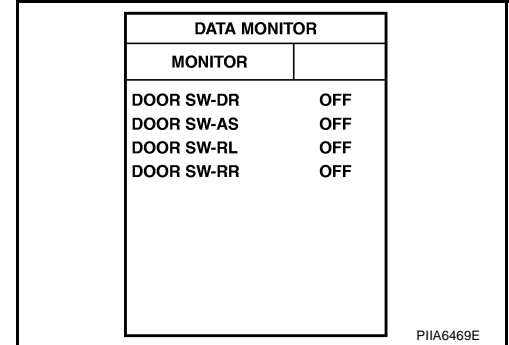 DATA MONITOR
MONITOR
DOOR SW-DR OFF
DOOR SW-AS OFF
DOOR SW-RL OFF
DOOR SW-RR OFF
PIIA6469E